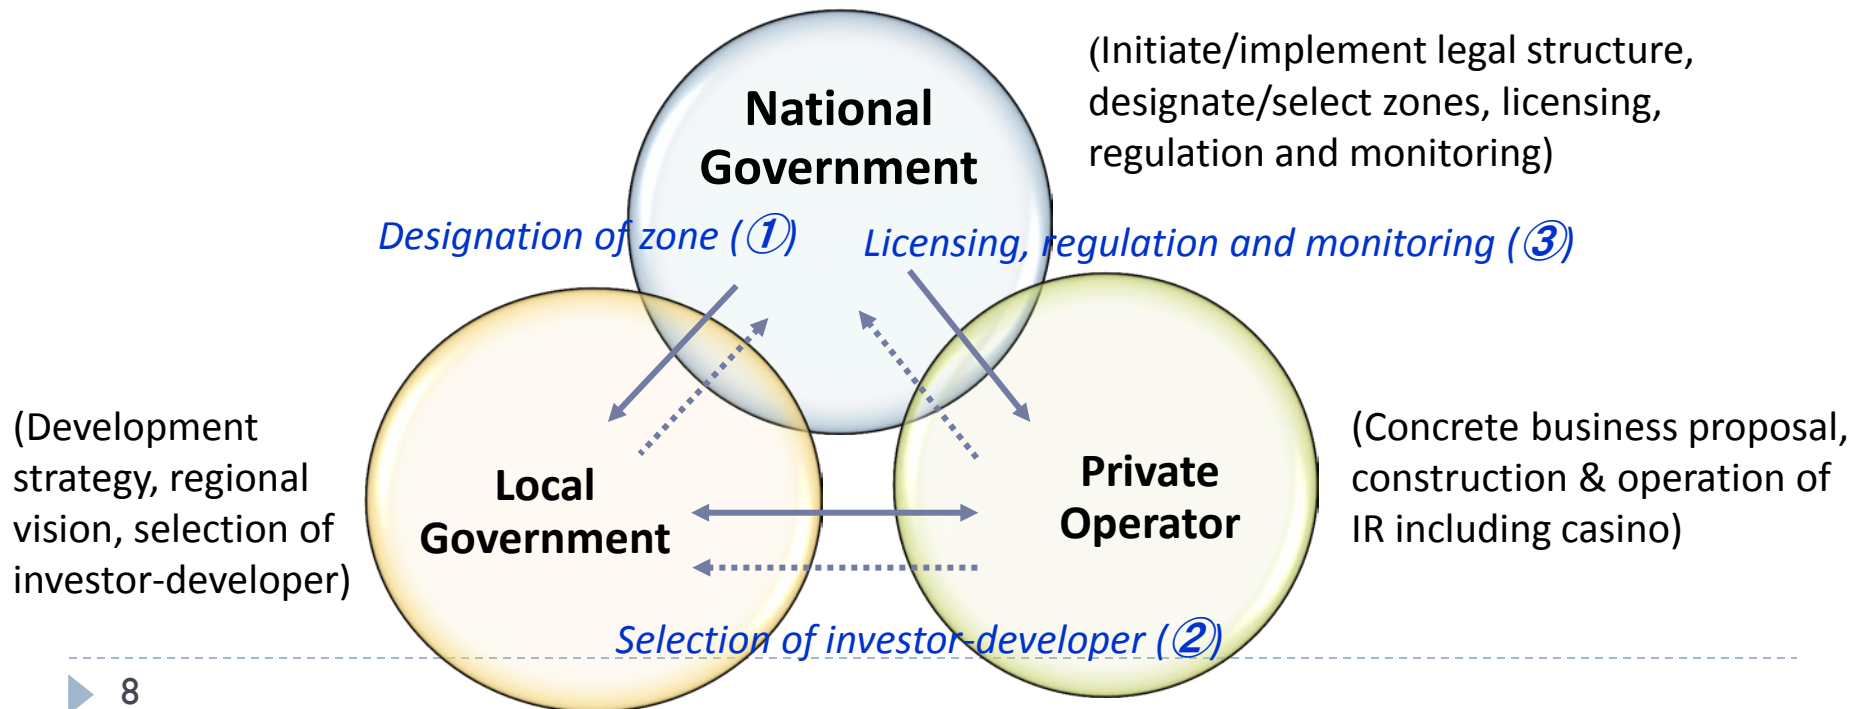 (Initiate/implement legal structure,
designate/select zones, licensing,
regulation and monitoring)
National
Government
Designation of zone (①)
Licensing, regulation and monitoring (③)
(Development
strategy, regional
vision, selection of
investor-developer)
Local
Government
Private
Operator
(Concrete business proposal,
construction & operation of
IR including casino)
Selection of investor-developer (②)
8